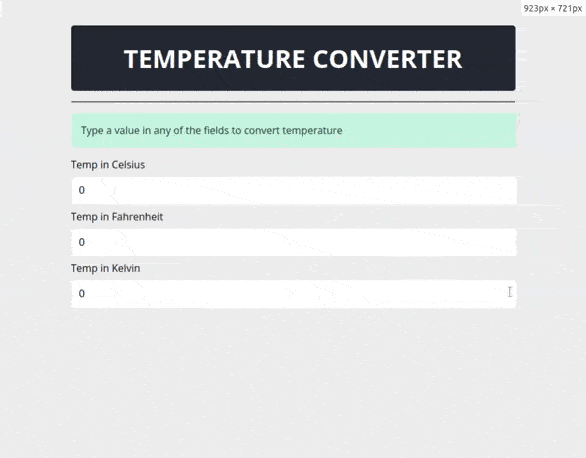 923px × 721px
TEMPERATURE CONVERTER
Type a value in any of the fields to convert temperature
Temp in Celsius
0
Temp in Fahrenheit
0
Temp in Kelvin
0